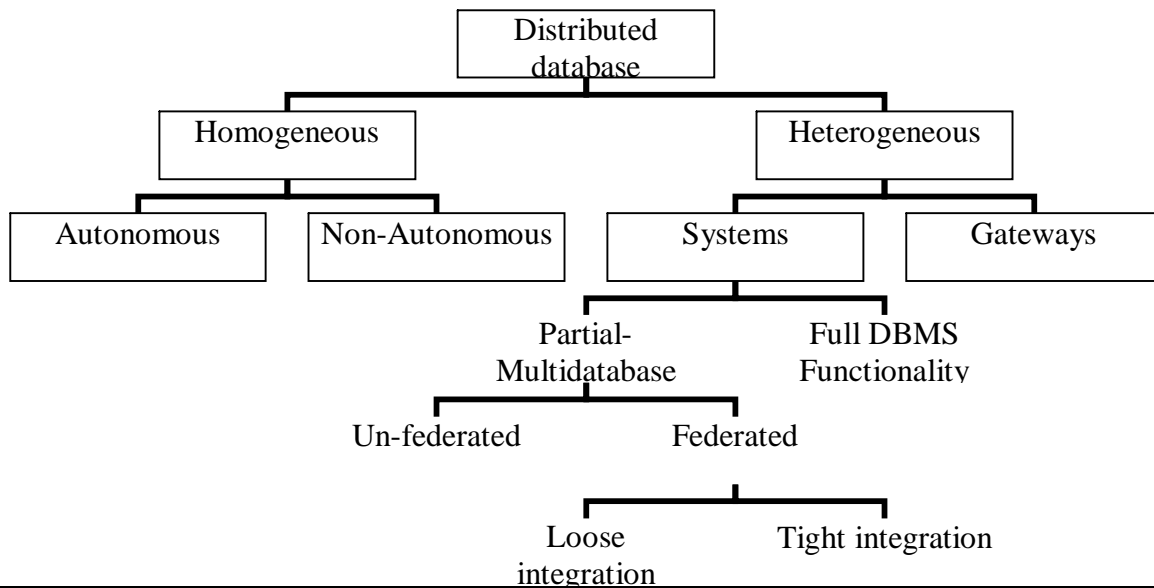 Distributed
database
Homogeneous
Heterogeneous
Autonomous
Non-Autonomous
Systems
Gateways
Partial-
Multidatabase
Full DBMS
Functionality
Un-federated
Federated
Loose
integration
Tight integration